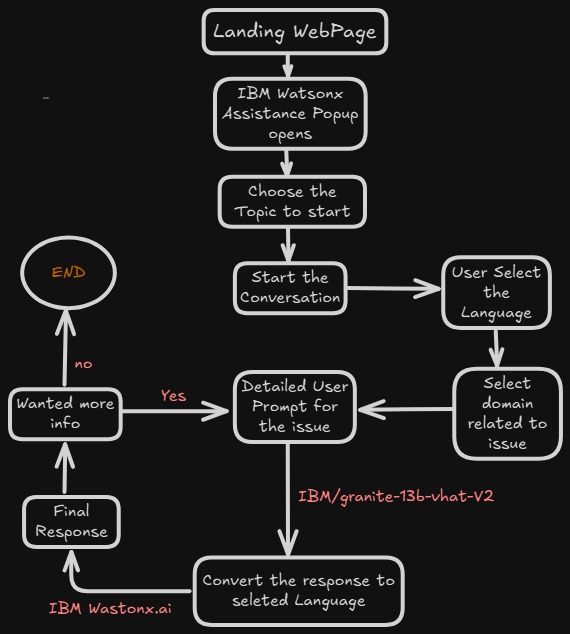 Landing WebPage
IBM Watsonx
Assistance Popup
opens
Choose the
Topic to start
Start the
Conversation
User Select
the
Language
Select
domain
related to
issue
Detailed User
Prompt for
the issue
IBM/granite-13b-vhat-V2
Convert the response to
seleted Language
IBM Wastonx.ai
Final
Response
Wanted more
info
Yes
no
END